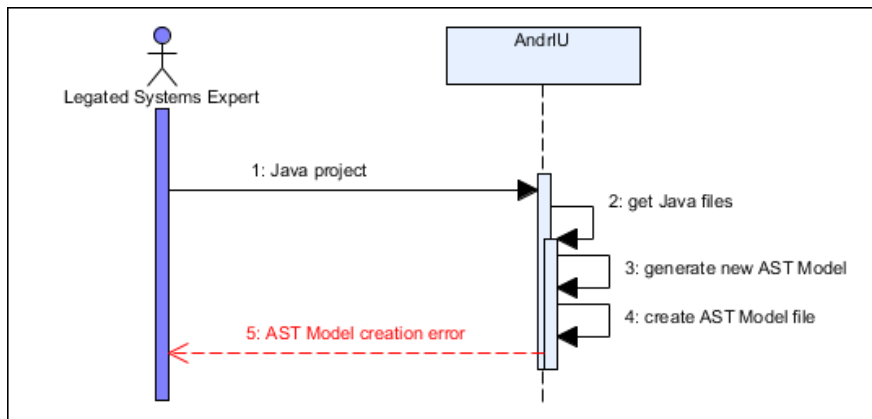 AndrIU
Legated Systems Expert
1: Java project
2: get Java files
3: generate new AST Model
4: create AST Model file
5: AST Model creation error